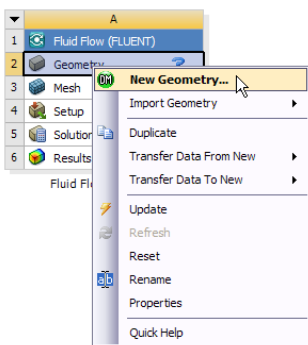 A
1 Fluid Flow (FLUENT)
2 Geometry
DM New Geometry...
3 Mesh
Import Geometry
4 Setup
Duplicate
5 Solution
Transfer Data From New
6 Results
Transfer Data To New
Fluid Flo
Update
Refresh
Reset
ab Rename
Properties
Quick Help